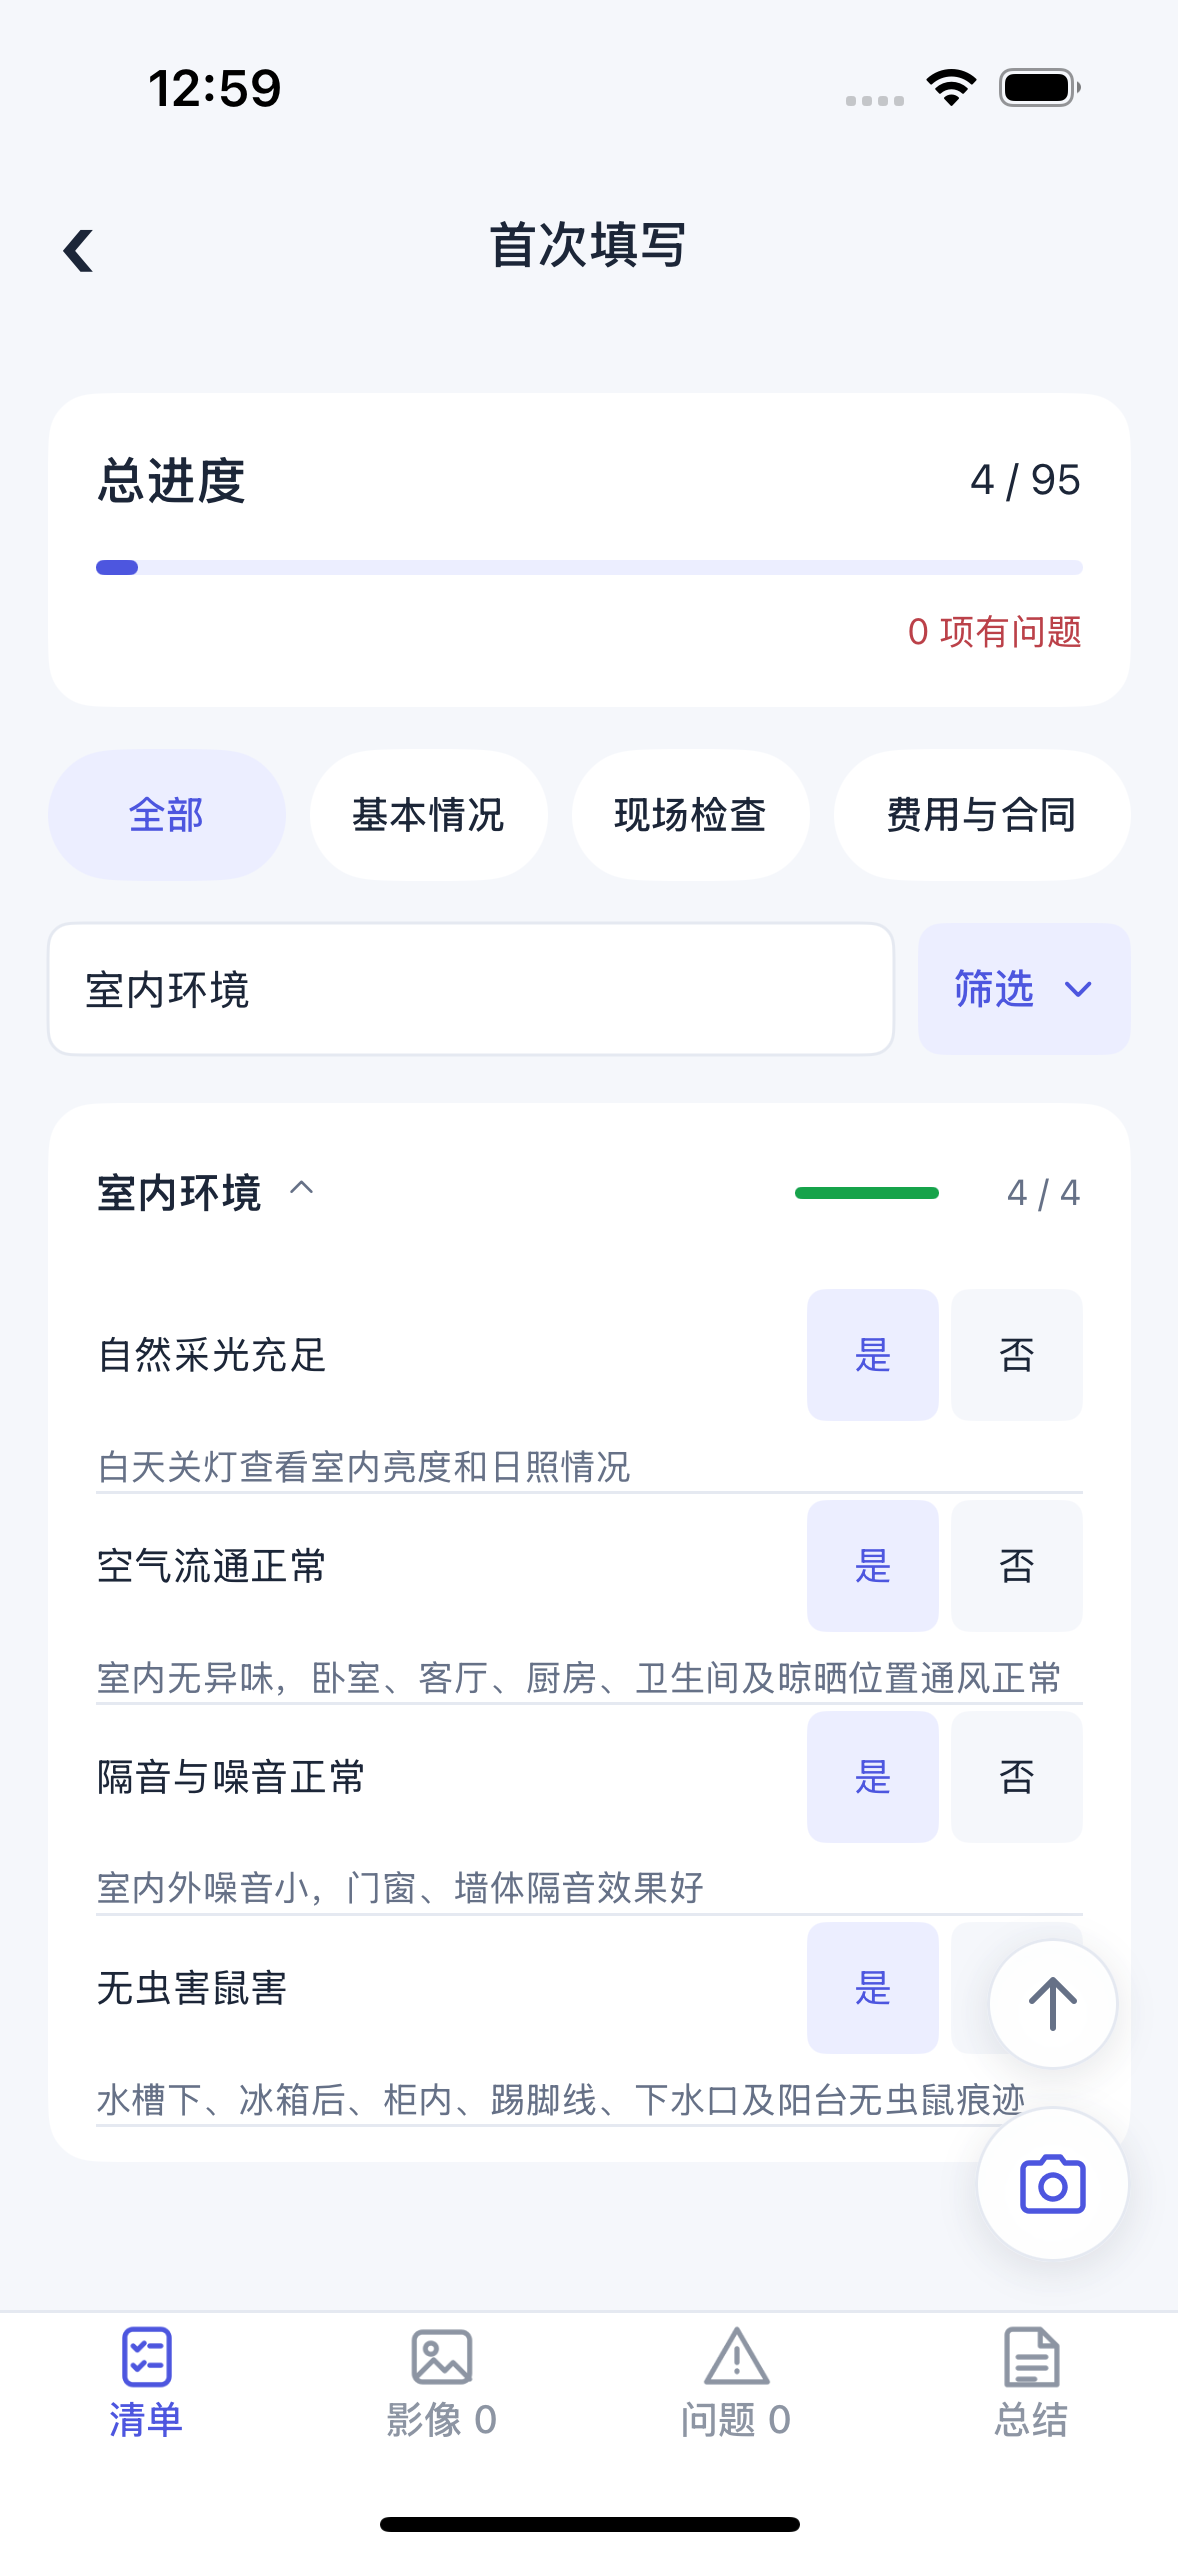 12:59
首次填写
总进度
4 / 95
0 项有问题
全部
基本情况
现场检查
费用与合同
室内环境
筛选
室内环境
4 / 4
自然采光充足
是
否
白天关灯查看室内亮度和日照情况
空气流通正常
是
否
室内无异味，卧室、客厅、厨房、卫生间及晾晒位置通风正常
隔音与噪音正常
是
否
室内外噪音小，门窗、墙体隔音效果好
无虫害鼠害
是
水槽下、冰箱后、柜内、踢脚线、下水口及阳台无虫鼠痕迹
清单
影像 0
问题 0
总结